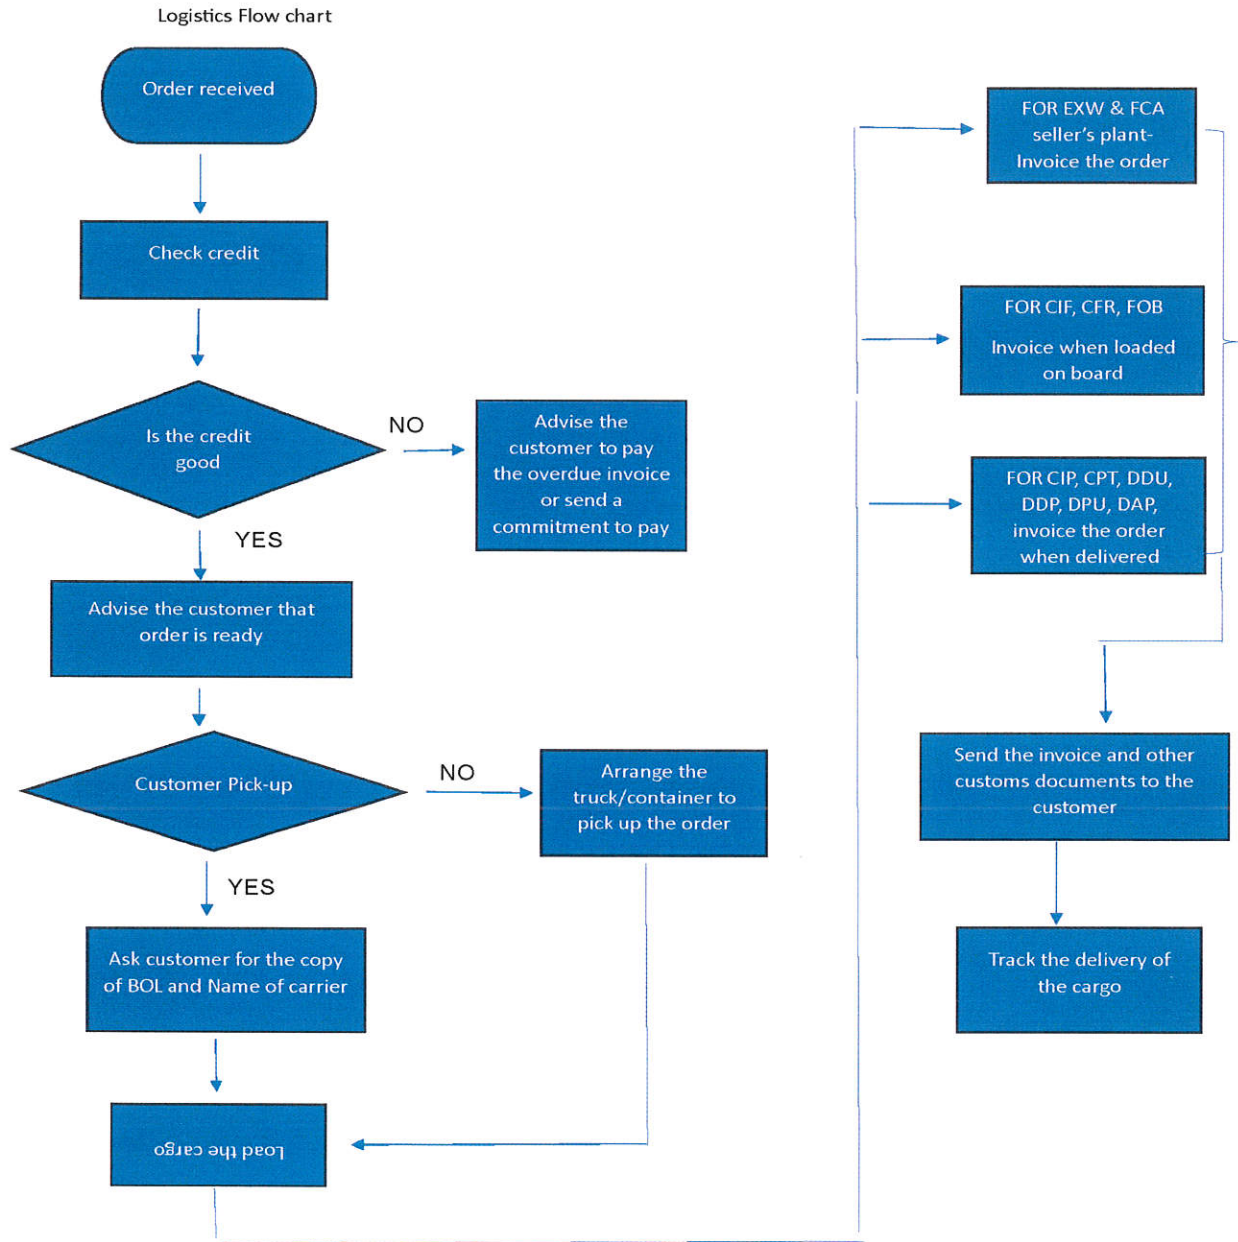 Logistics Flow chart
Order received
Check credit
Is the credit
good
NO
Advise the
customer to pay
the overdue invoice
or send a
commitment to pay
YES
Advise the customer that
order is ready
Customer Pick-up
NO
Arrange the
truck/container to
pick up the order
YES
Ask customer for the copy
of BOL and Name of carrier
Load the cargo
FOR EXW & FCA
seller's plant-
Invoice the order
FOR CIF, CFR, FOB
Invoice when loaded
on board
FOR CIP, CPT, DDU,
DDP, DPU, DAP,
invoice the order
when delivered
Send the invoice and other
customs documents to the
customer
Track the delivery of
the cargo